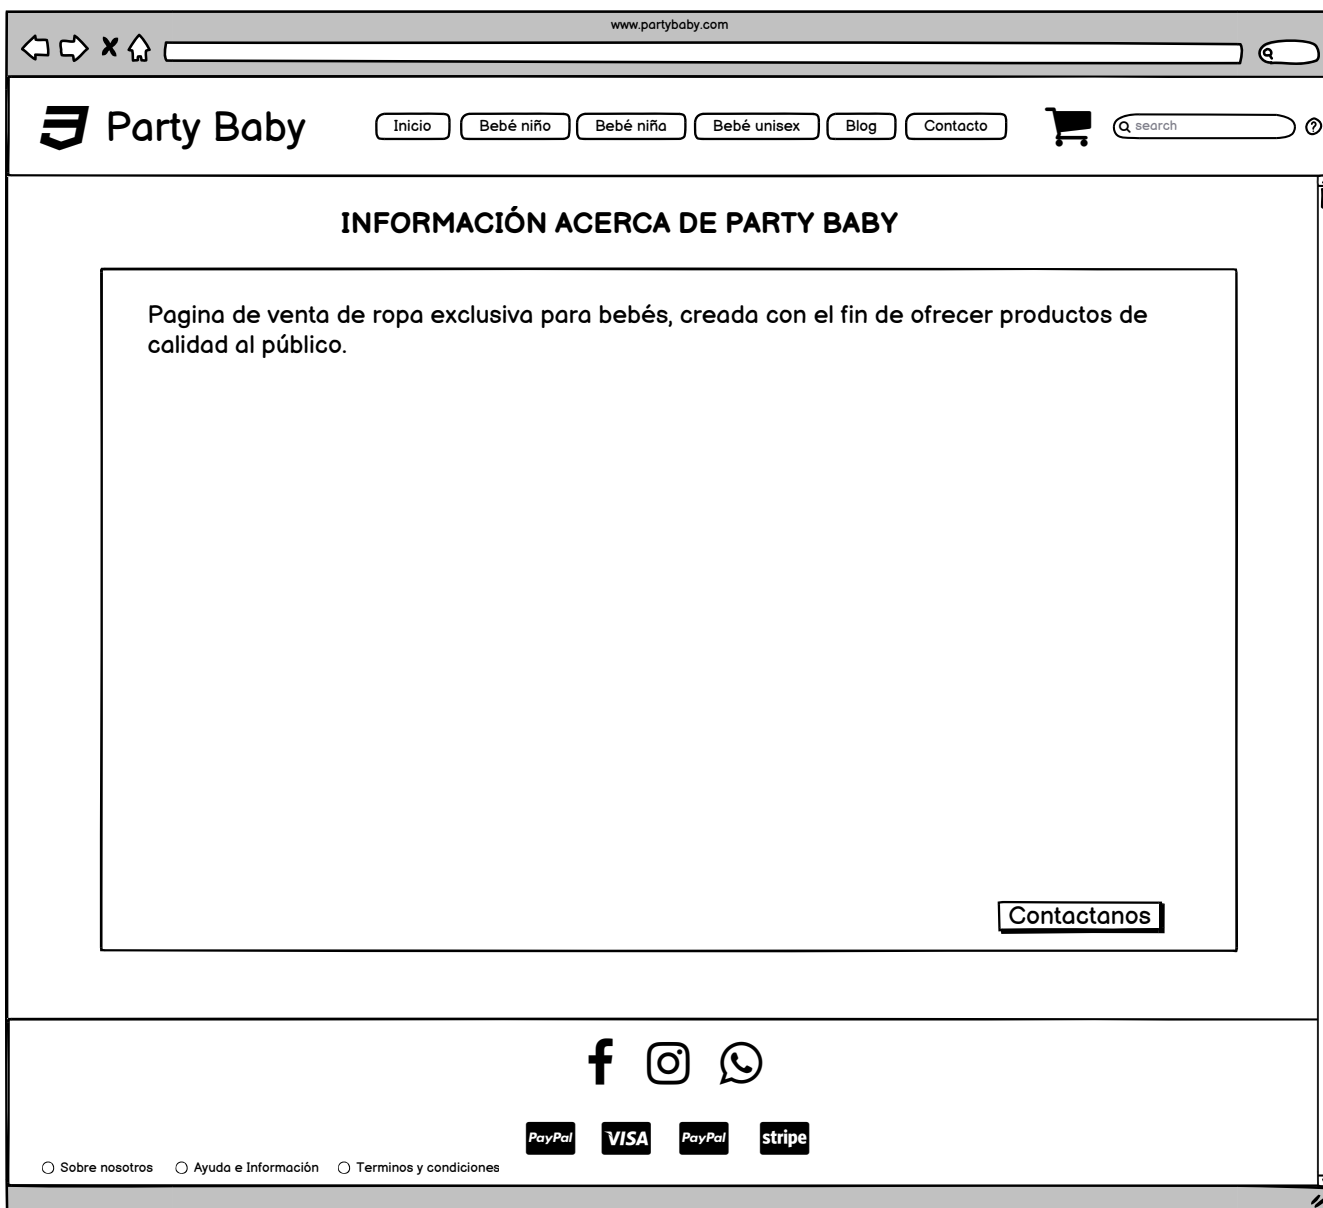 www.partybaby.com
Party Baby
Inicio
Bebé niño
Bebé niña
Bebé unisex
Blog
Contacto
search
INFORMACIÓN ACERCA DE PARTY BABY
Pagina de venta de ropa exclusiva para bebés, creada con el fin de ofrecer productos de
calidad al público.
Contactanos
PayPal
VISA
PayPal
stripe
Sobre nosotros
Ayuda e Información
Terminos y condiciones